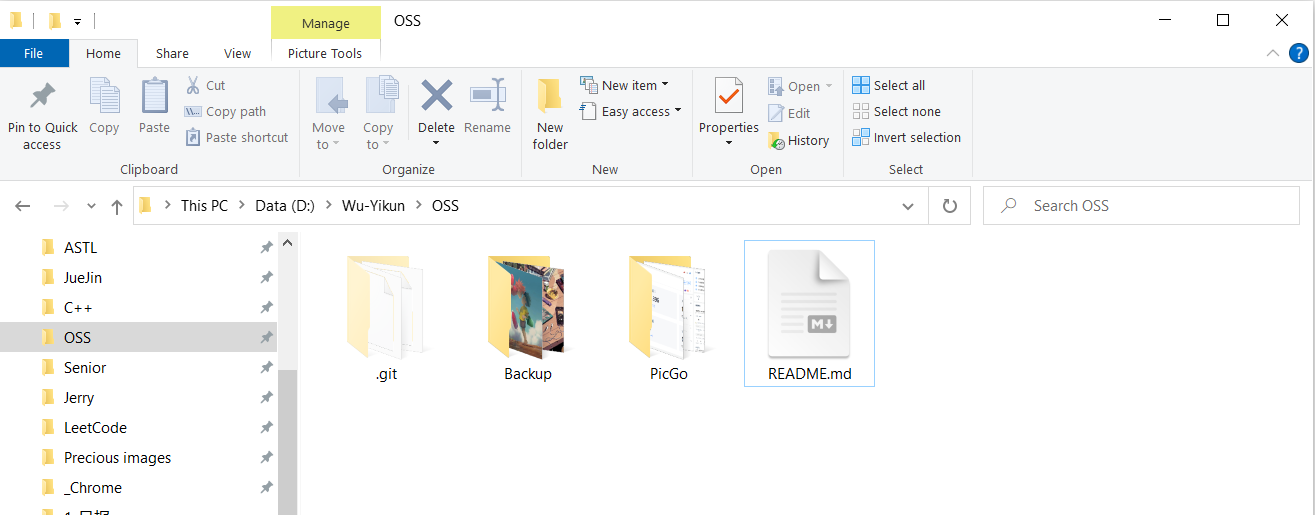 Manage OSS
File Home Share View Picture Tools
Pin to Quick access
Copy
Paste
Cut
Copy path
Paste shortcut
Clipboard
Move to
Copy to
Delete
Rename
Organize
New folder
New item
Easy access
New
Properties
Open
Edit
History
Open
Select all
Select none
Invert selection
Select
This PC > Data (D:) > Wu-Yikun > OSS
Search OSS
ASTL
JueJin
C++
OSS
Senior
Jerry
LeetCode
Precious images
_Chrome
.git
Backup
PicGo
README.md